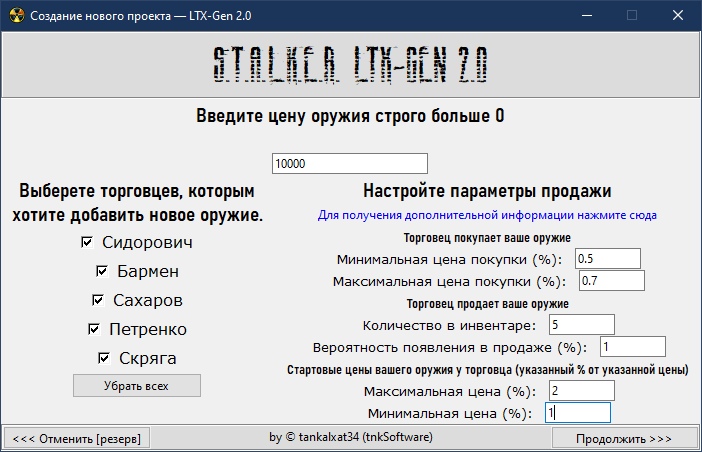 Создание нового проекта — LTX-Gen 2.0
S.T.A.L.K.E.R. LTX-GEN 2.0
Введите цену оружия строго больше 0
10000
Выберете торговцев, которым
хотите добавить новое оружие.
Сидорович
Бармен
Сахаров
Петренко
Скряга
Убрать всех
Настройте параметры продажи
Для получения дополнительной информации нажмите сюда
Торговец покупает ваше оружие
Минимальная цена покупки (%): 0.5
Максимальная цена покупки (%): 0.7
Торговец продает ваше оружие
Количество в инвентаре: 5
Вероятность появления в продаже (%): 1
Стартовые цены вашего оружия у торговца (указанный % от указанной цены)
Максимальная цена (%): 2
Минимальная цена (%): 1
<<< Отменить [резерв]
by © tankalxat34 (tnkSoftware)
Продолжить >>>